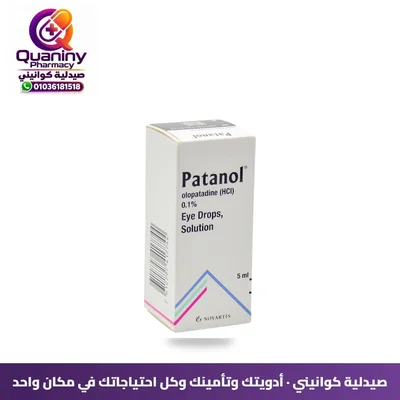 Quaniny
Pharmacy
صيدلية كوانيني
01036181518
Patanol®
olopatadine (HCl)
0.1%
Eye Drops,
Solution
5 ml
NOVARTIS
صيدلية كوانيني - أدويتك وتأمينك وكل احتياجاتك في مكان واحد